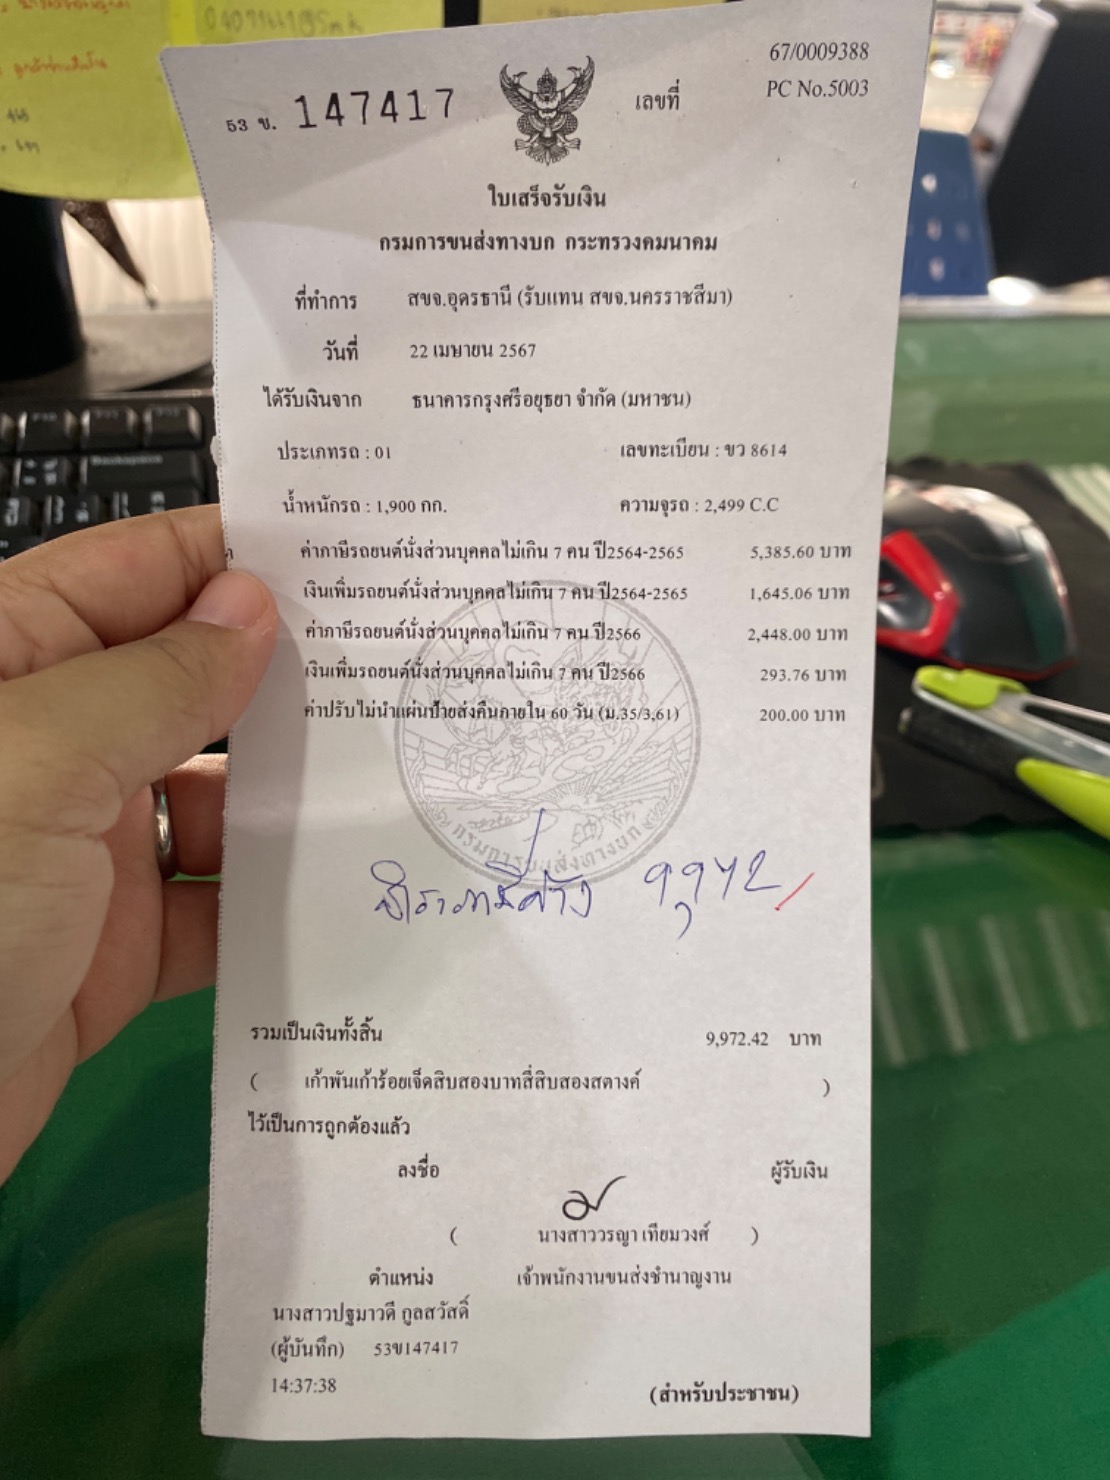 67/0009388
53 ข. 147417 เลขที่ PC No.5003
ใบเสร็จรับเงิน
กรมการขนส่งทางบก กระทรวงคมนาคม
ที่ทำการ สขจ.อุดรธานี (รับแทน สขจ.นครราชสีมา)
วันที่ 22 เมษายน 2567
ได้รับเงินจาก ธนาคารกรุงศรีอยุธยา จำกัด (มหาชน)
ประเภทรถ : 01 เลขทะเบียน : ขว 8614
น้ำหนักรถ : 1,900 กก. ความจุรถ : 2,499 C.C
ค่าภาษีรถยนต์นั่งส่วนบุคคลไม่เกิน 7 คน ปี2564-2565 5,385.60 บาท
เงินเพิ่มรถยนต์นั่งส่วนบุคคลไม่เกิน 7 คน ปี2564-2565 1,645.06 บาท
ค่าภาษีรถยนต์นั่งส่วนบุคคลไม่เกิน 7 คน ปี2566 2,448.00 บาท
เงินเพิ่มรถยนต์นั่งส่วนบุคคลไม่เกิน 7 คน ปี2566 293.76 บาท
ค่าปรับไม่นำแผ่นป้ายส่งคืนภายใน 60 วัน (ม.35/3,61) 200.00 บาท
กรมการขนส่งทางบก
9,972
รวมเป็นเงินทั้งสิ้น 9,972.42 บาท
( เก้าพันเก้าร้อยเจ็ดสิบสองบาทสี่สิบสองสตางค์ )
ไว้เป็นการถูกต้องแล้ว
ลงชื่อ ผู้รับเงิน
( นางสาววรญา เทียมวงศ์ )
ตำแหน่ง เจ้าพนักงานขนส่งชำนาญงาน
นางสาวปฐมาวดี กูลสวัสดิ์
(ผู้บันทึก) 53ข147417
14:37:38
(สำหรับประชาชน)